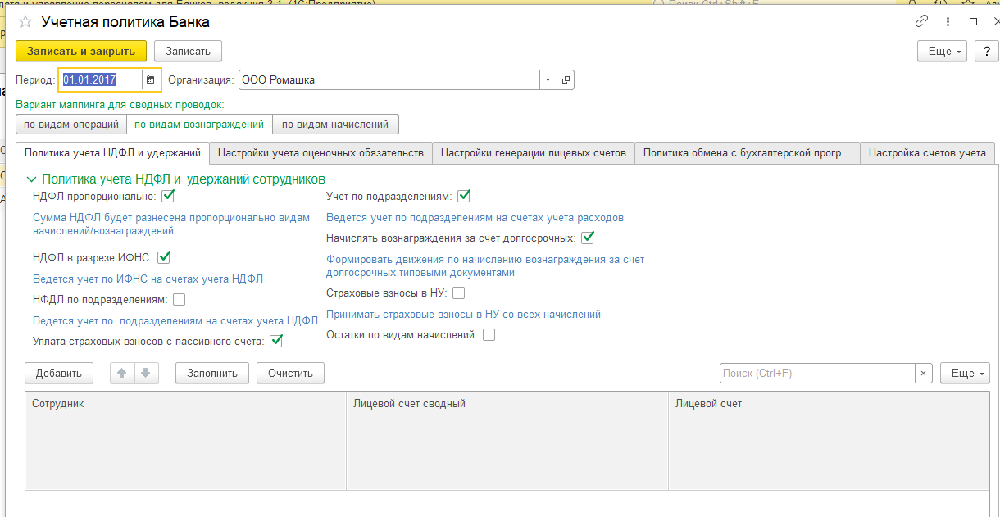 Учетная политика Банка
Записать и закрыть
Записать
Еще
?
Период: 01.01.2017
Организация: ООО Ромашка
Вариант маппинга для сводных проводок:
по видам операций
по видам вознаграждений
по видам начислений
Политика учета НДФЛ и удержаний
Настройки учета оценочных обязательств
Настройки генерации лицевых счетов
Политика обмена с бухгалтерской прогр...
Настройка счетов учета
Политика учета НДФЛ и удержаний сотрудников
НДФЛ пропорционально:
Сумма НДФЛ будет разнесена пропорционально видам
начислений/вознаграждений
НДФЛ в разрезе ИФНС:
Ведется учет по ИФНС на счетах учета НДФЛ
НФДЛ по подразделениям:
Ведется учет по подразделениям на счетах учета НДФЛ
Уплата страховых взносов с пассивного счета:
Учет по подразделениям:
Ведется учет по подразделениям на счетах учета расходов
Начислять вознаграждения за счет долгосрочных:
Формировать движения по начислению вознаграждения за счет
долгосрочных типовыми документами
Страховые взносы в НУ:
Принимать страховые взносы в НУ со всех начислений
Остатки по видам начислений:
Добавить
Заполнить
Очистить
Поиск (Ctrl+F)
×
Еще
Сотрудник
Лицевой счет сводный
Лицевой счет